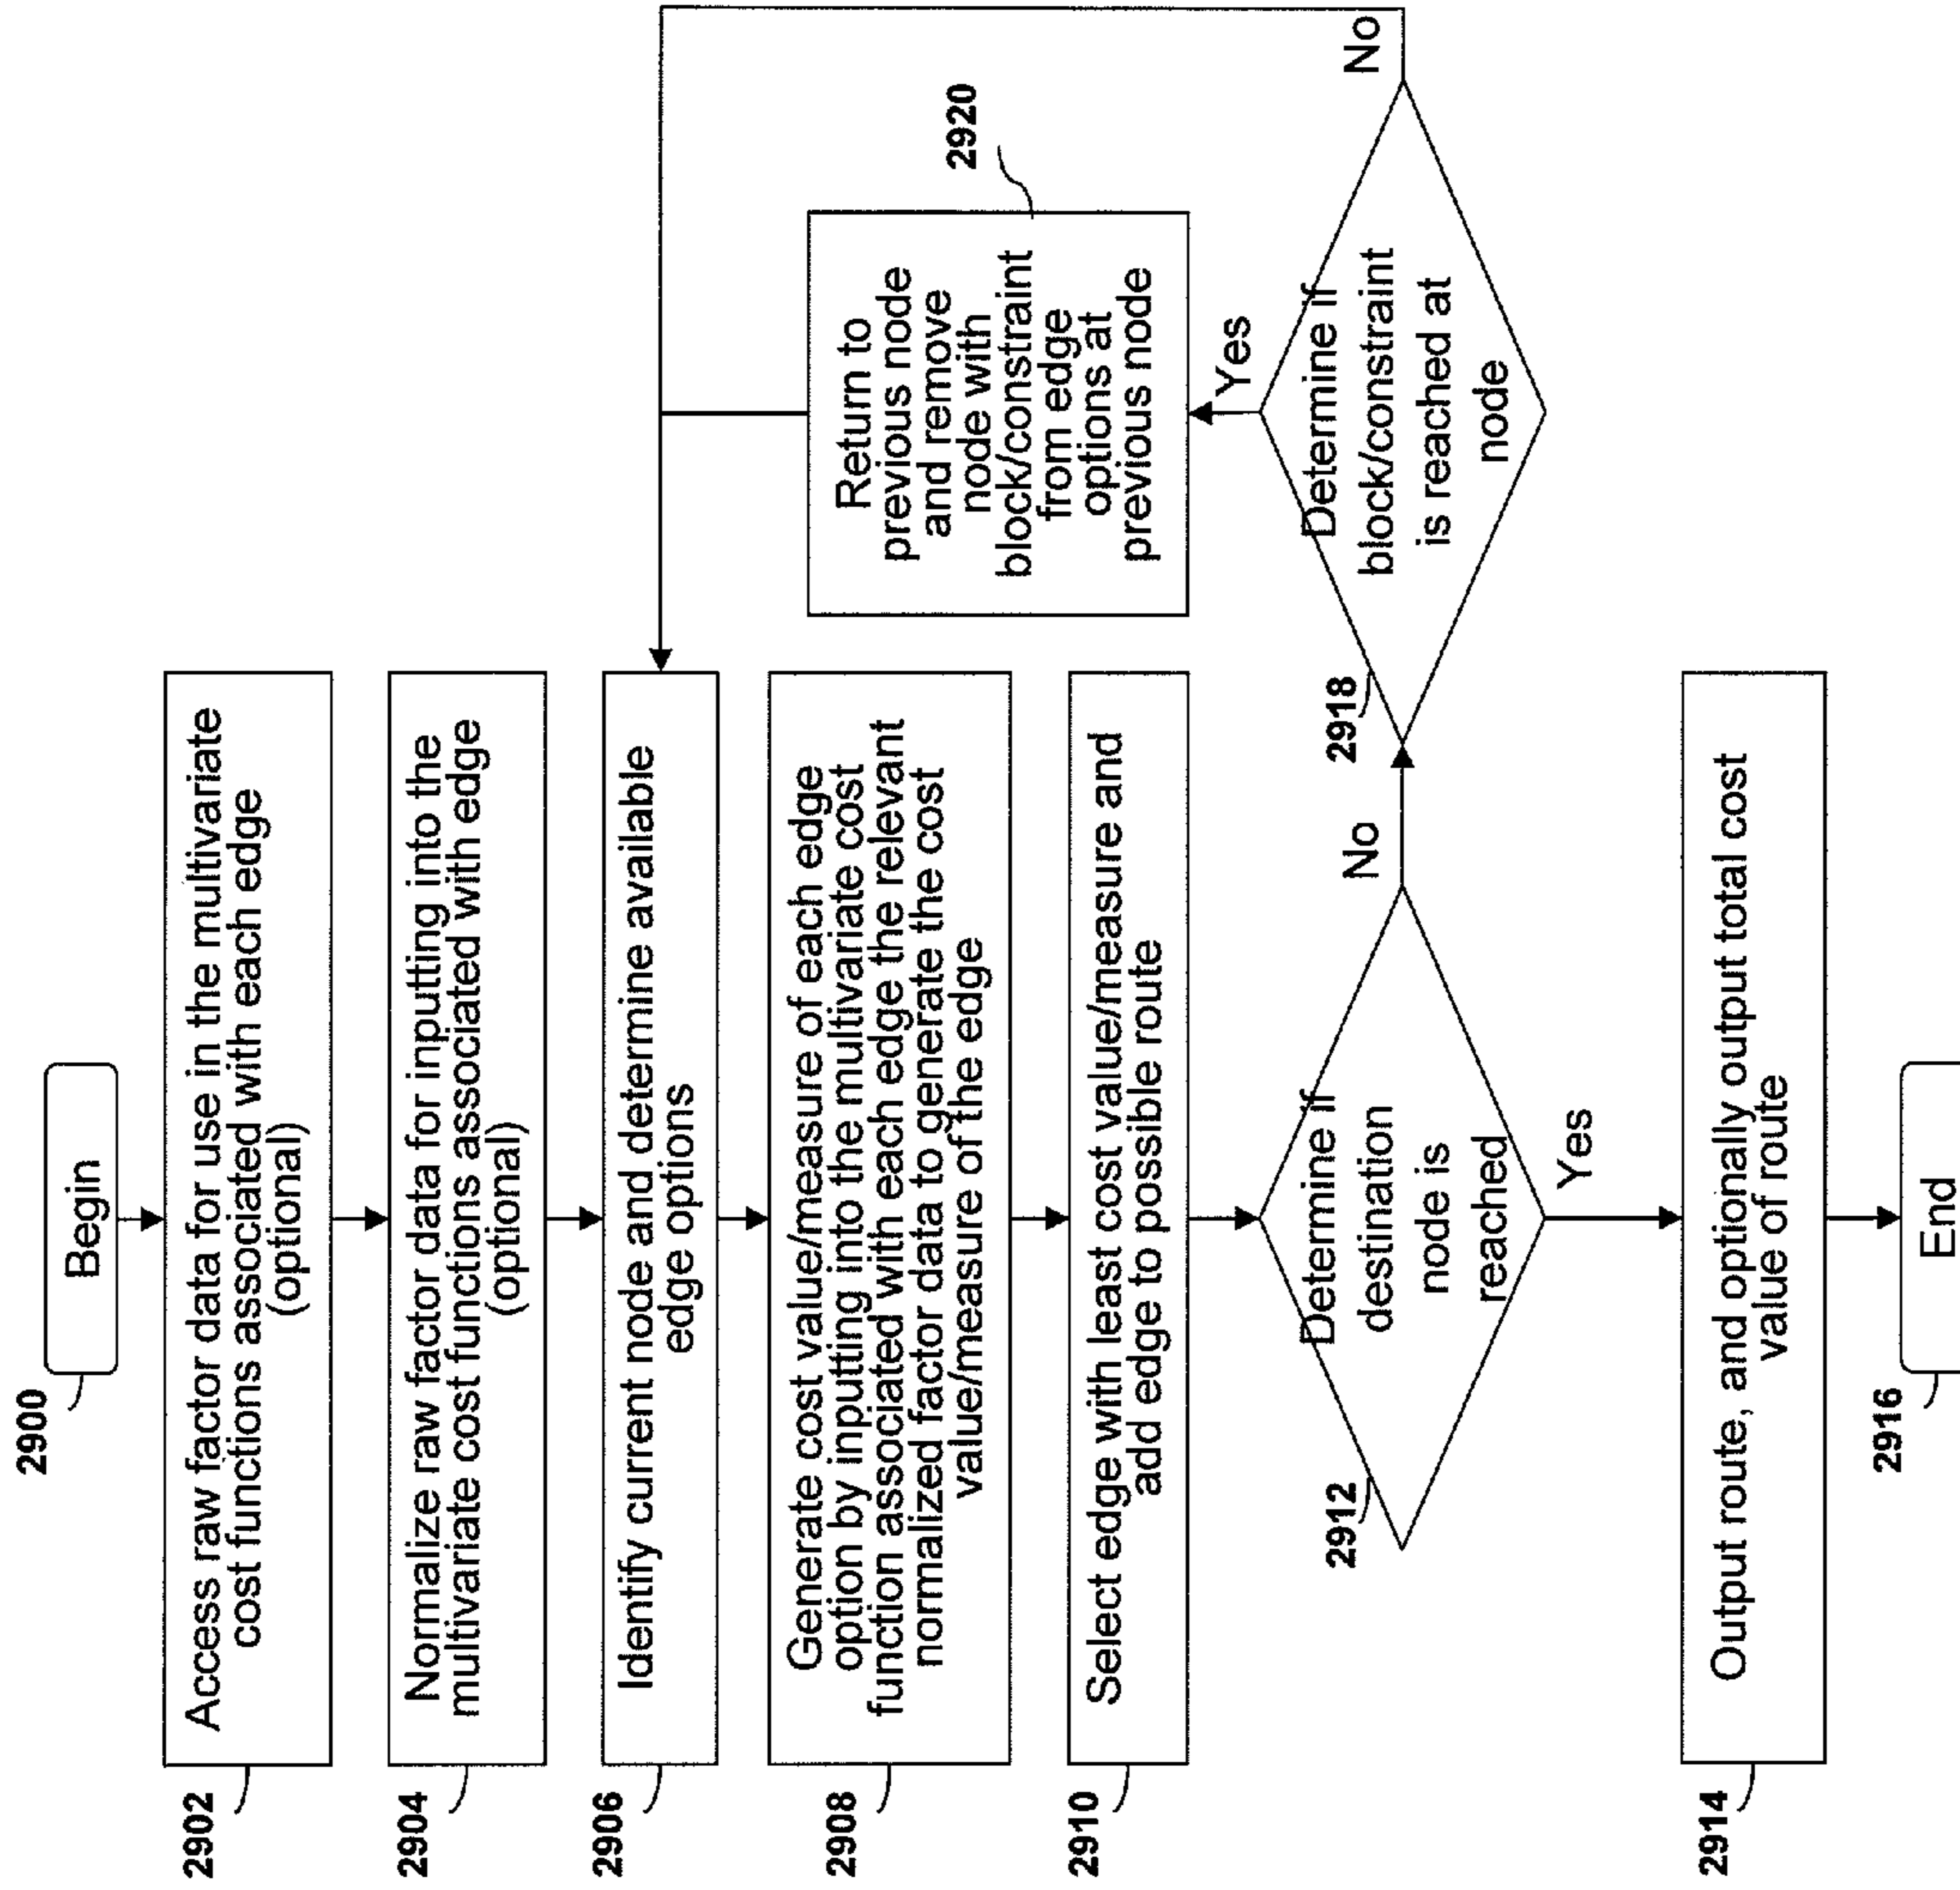 2900
Begin
2902
Access raw factor data for use in the multivariate
cost functions associated with each edge
(optional)
2904
Normalize raw factor data for inputing into the
multivariate cost functions associated with edge
(optional)
2906
Identify current node and determine available
edge options
2908
Generate cost value/measure of each edge
option by inputting into the multivariate cost
function associated with each edge the relevant
normalized factor data to generate the cost
value/measure of the edge
2910
Select edge with least cost value/measure and
add edge to possible route
2912
Determine if
destination
node is
reached
No
Yes
2918
Determine if
block/constraint
is reached at
node
No
Yes
2920
Return to
previous node
and remove
node with
block/constraint
from edge
options at
previous node
2914
Output route, and optionally output total cost
value of route
2916
End